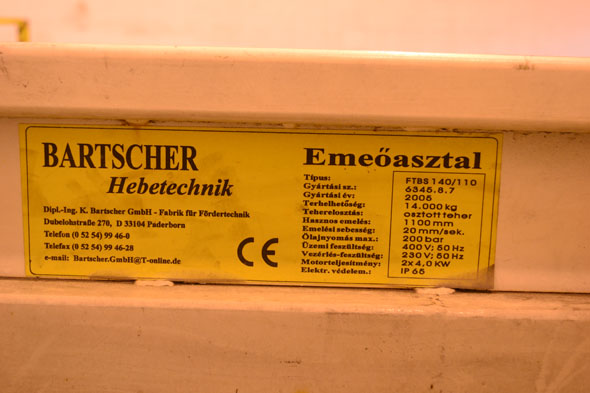 BARTSCHER
Hebetechnik
Dipl.-Ing. K. Bartscher GmbH - Fabrik für Fördertechnik
Dubelohstraße 270, D 33104 Paderborn
Telefon (0 52 54) 99 46-0
Telefax (0 52 54) 99 46-28
e-mail: Bartscher.GmbH@T-online.de
CE
Emeőasztal
Típus: FTBS 140/110
Gyártási sz.: 6345.8.7
Gyártási év: 2005
Terhelhetőség: 14.000 kg
Teherelosztás: osztott teher
Hasznos emelés: 1100 mm
Emelési sebesség: 20 mm/sek.
Ólajnyomás max.: 200 bar
Üzemi feszültség: 400 V; 50 Hz
Vezérlés-feszültség: 230 V; 50 Hz
Motorteljesítmény: 2x 4,0 KW
Elektr. védelem.: IP 65